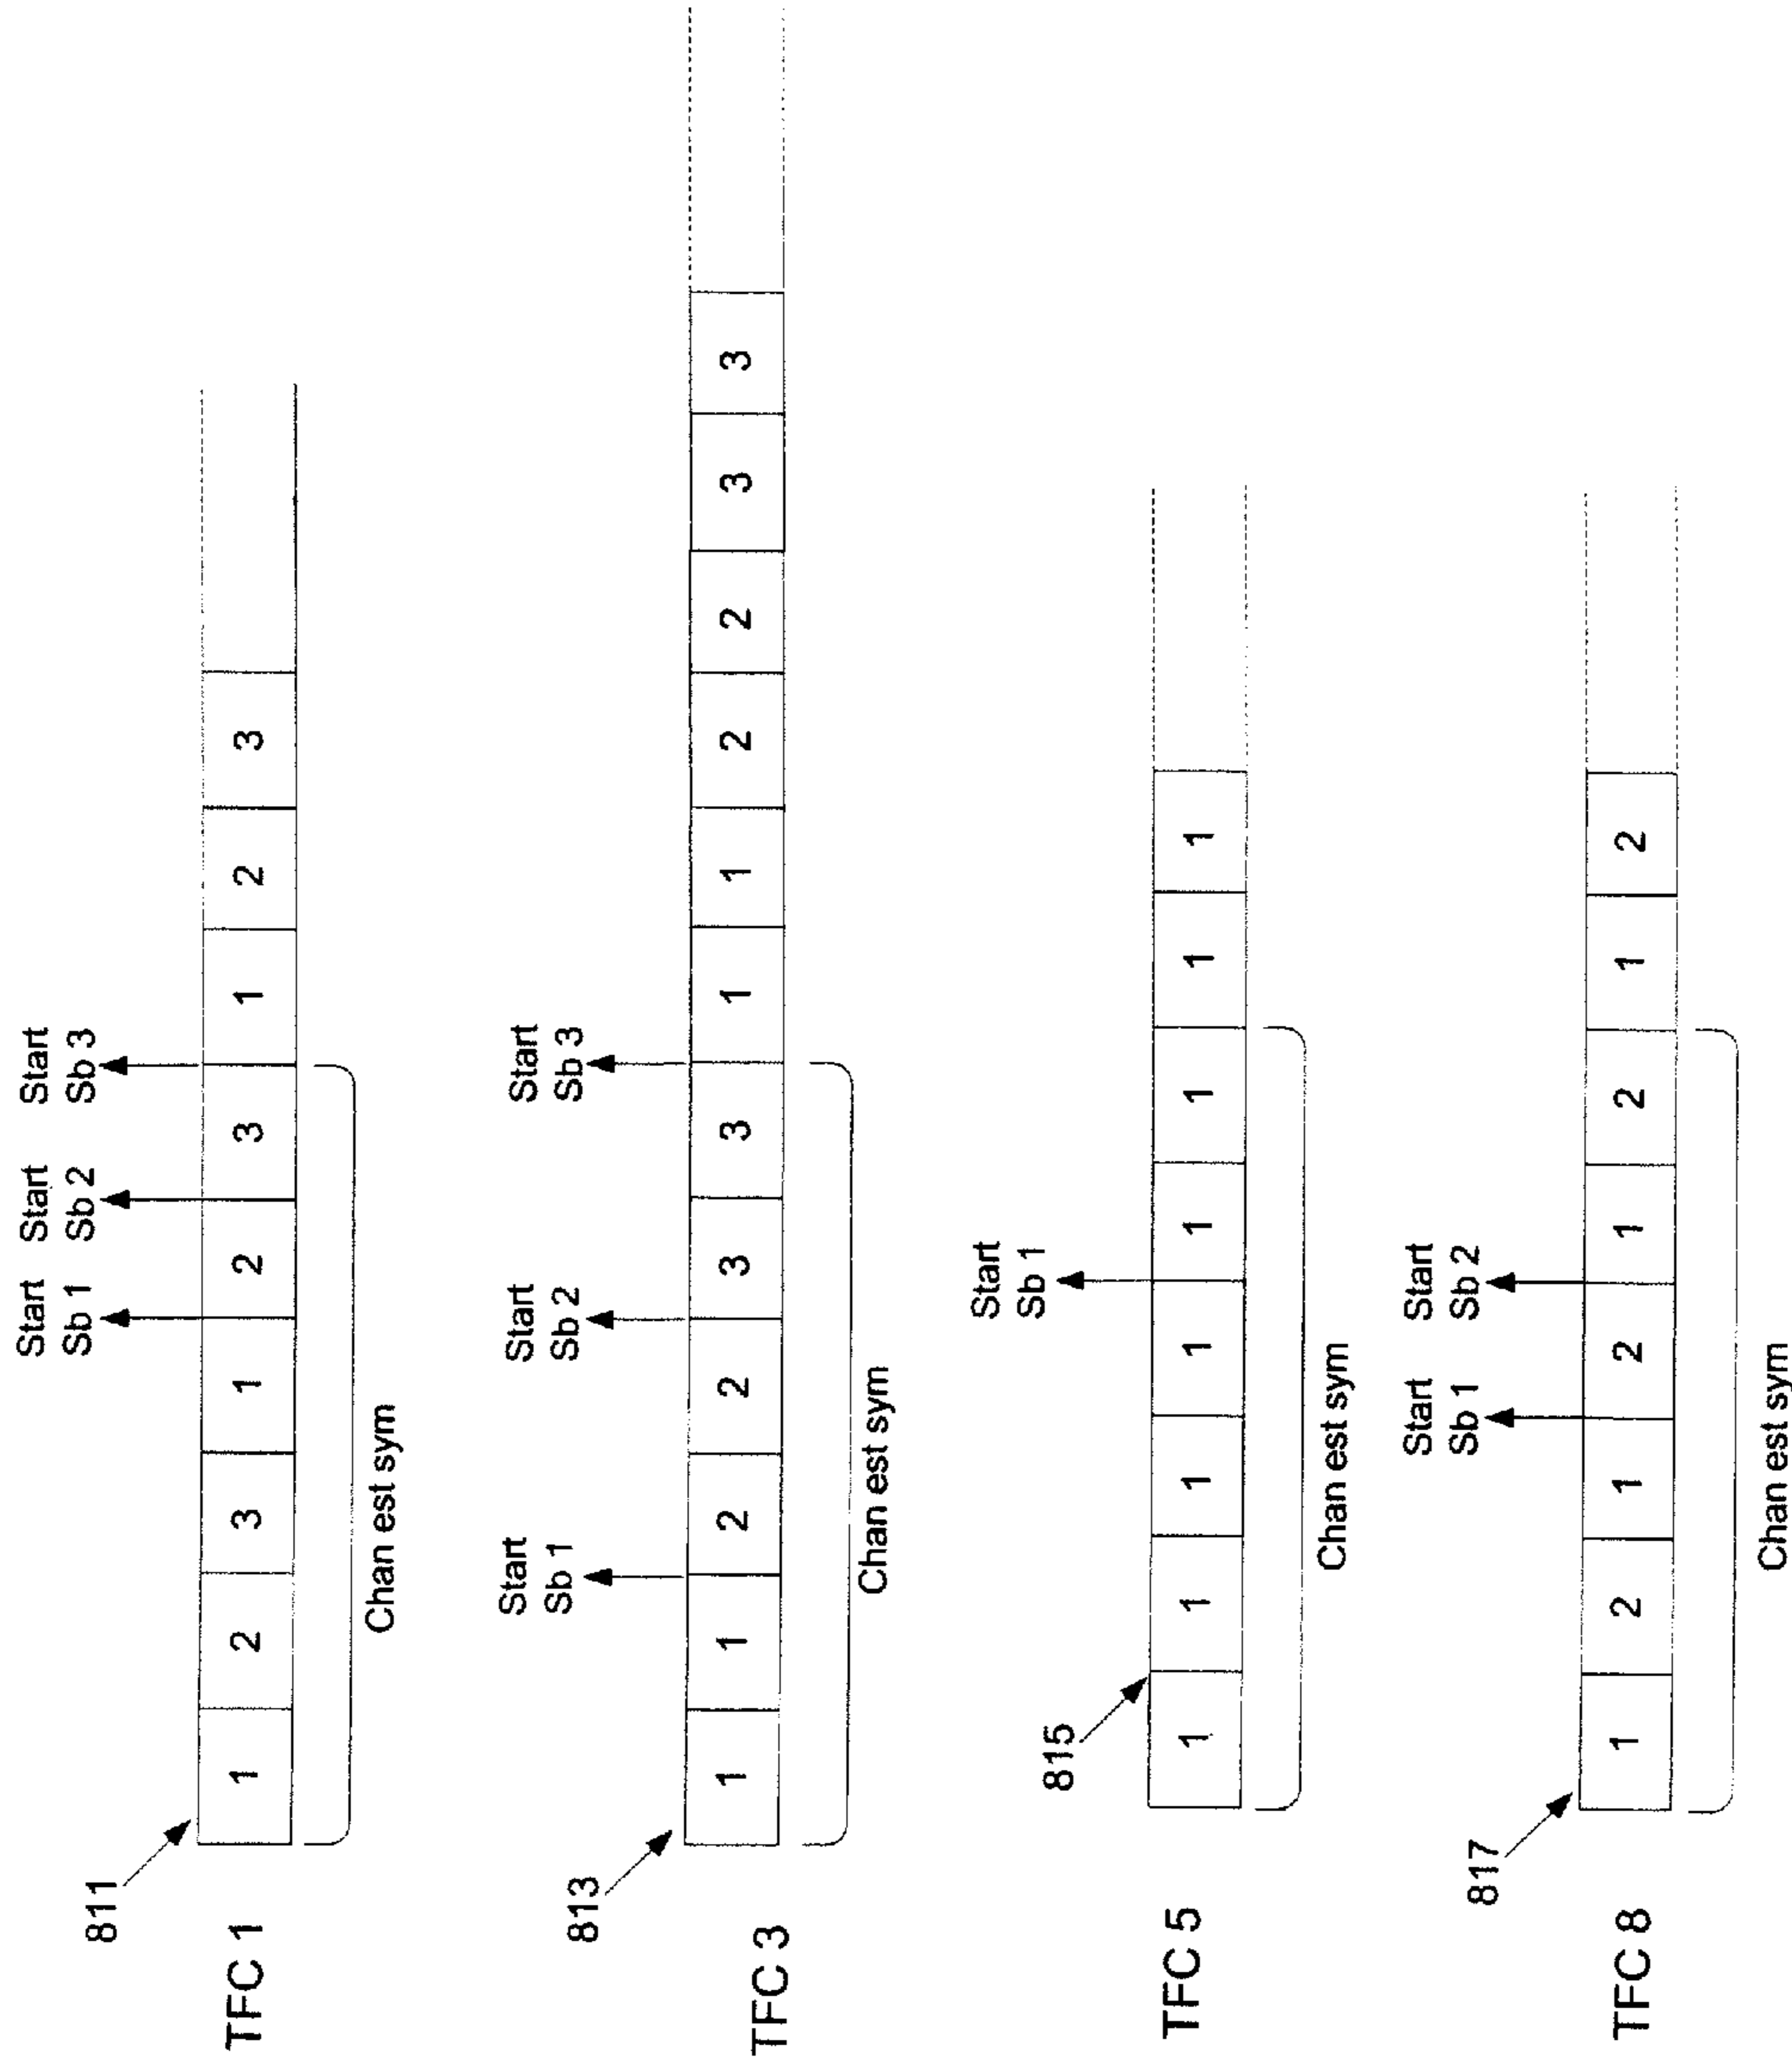 811
TFC 1
Start Start Start
Sb 1 Sb 2 Sb 3
1 2 3 1 2 3 1 2 3
Chan est sym
813
TFC 3
Start Start Start
Sb 1 Sb 2 Sb 3
1 1 2 2 3 3 1 1 2 2 3 3
Chan est sym
815
TFC 5
Start
Sb 1
1 1 1 1 1 1 1 1
Chan est sym
817
TFC 8
Start Start
Sb 1 Sb 2
1 2 1 2 1 2 1 2
Chan est sym